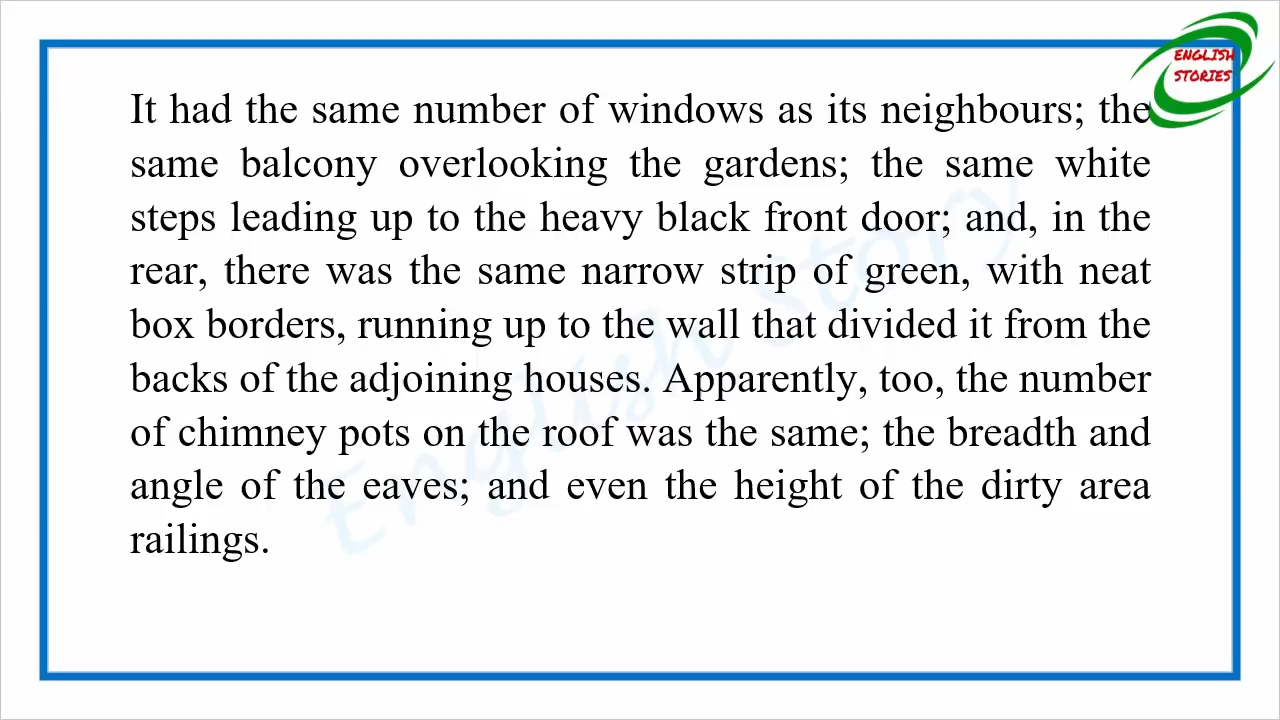 ENGLISH
STORIES
It had the same number of windows as its neighbours; the
same balcony overlooking the gardens; the same white
steps leading up to the heavy black front door; and, in the
rear, there was the same narrow strip of green, with neat
box borders, running up to the wall that divided it from the
backs of the adjoining houses. Apparently, too, the number
of chimney pots on the roof was the same; the breadth and
angle of the eaves; and even the height of the dirty area
railings.
English Story